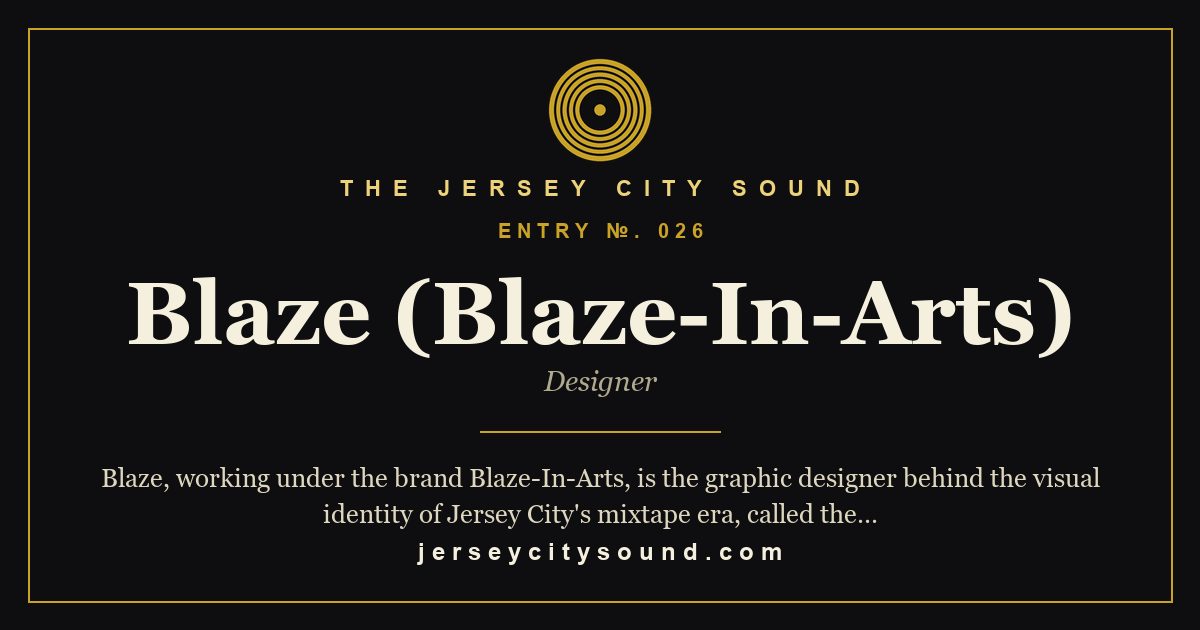 THE JERSEY CITY SOUND
ENTRY №. 026
Blaze (Blaze-In-Arts)
Designer
Blaze, working under the brand Blaze-In-Arts, is the graphic designer behind the visual
identity of Jersey City's mixtape era, called the...
jerseycitysound.com